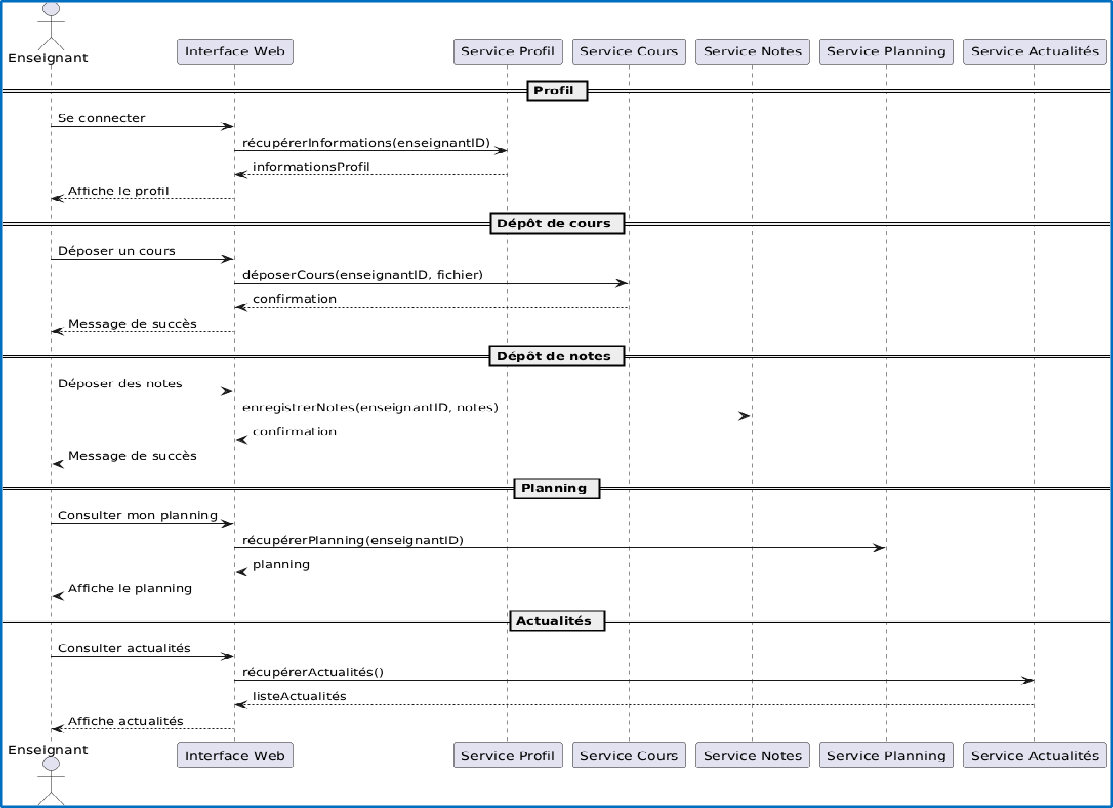 Enseignant
Interface Web
Service Profil
Service Cours
Service Notes
Service Planning
Service Actualités
Profil
Se connecter
récupérerInformations(enseignantID)
informationsProfil
Affiche le profil
Dépôt de cours
Déposer un cours
déposerCours(enseignantID, fichier)
confirmation
Message de succès
Dépôt de notes
Déposer des notes
enregistrerNotes(enseignantID, notes)
confirmation
Message de succès
Planning
Consulter mon planning
récupérerPlanning(enseignantID)
planning
Affiche le planning
Actualités
Consulter actualités
récupérerActualités()
listeActualités
Affiche actualités
Enseignant
Interface Web
Service Profil
Service Cours
Service Notes
Service Planning
Service Actualités